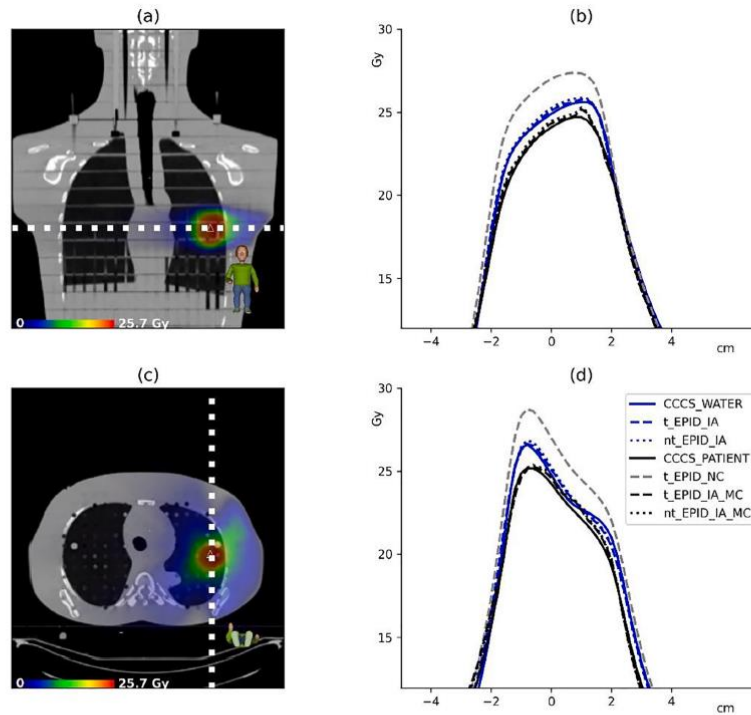 (a)
0 25.7 Gy
(b)
Gy
30
25
20
15
−4 −2 0 2 4 cm
(c)
0 25.7 Gy
(d)
Gy
30
25
20
15
−4 −2 0 2 4 cm
CCCS_WATER
t_EPID_IA
nt_EPID_IA
CCCS_PATIENT
t_EPID_NC
t_EPID_IA_MC
nt_EPID_IA_MC